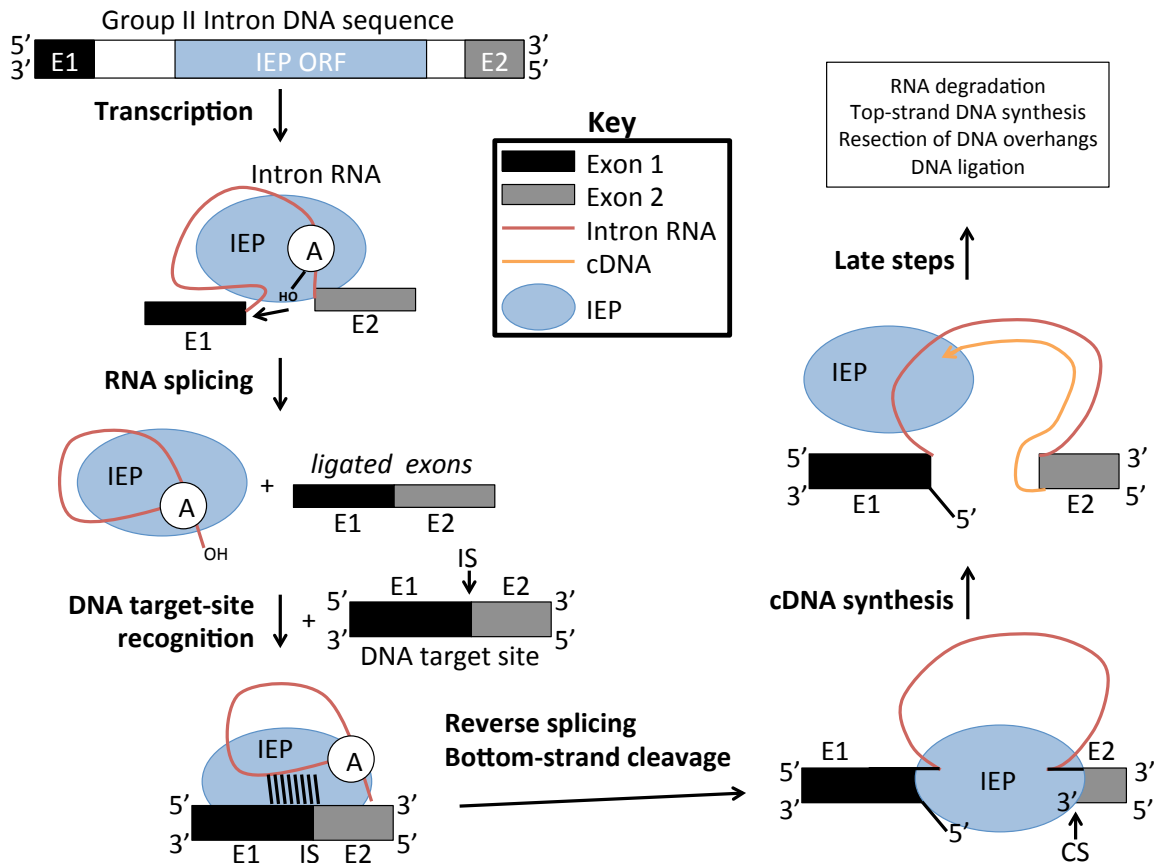 Group II Intron DNA sequence
5’ 3’
E1 IEP ORF E2
3’ 5’
Transcription
Intron RNA
IEP A
HO
E1 E2
RNA splicing
IEP
A
OH
+
ligated exons
E1 E2
DNA target-site
recognition
+
IS
E1 E2
5’ 3’
3’ 5’
DNA target site
IEP A
5’ 3’
3’ 5’
E1 IS E2
Reverse splicing
Bottom-strand cleavage
E1 E2
5’ IEP 3’
3’ 5’ 3’ 5’
CS
cDNA synthesis
IEP
5’ 3’
3’ 5’
E1 E2
5’
Late steps
RNA degradation
Top-strand DNA synthesis
Resection of DNA overhangs
DNA ligation
Key
Exon 1
Exon 2
Intron RNA
cDNA
IEP